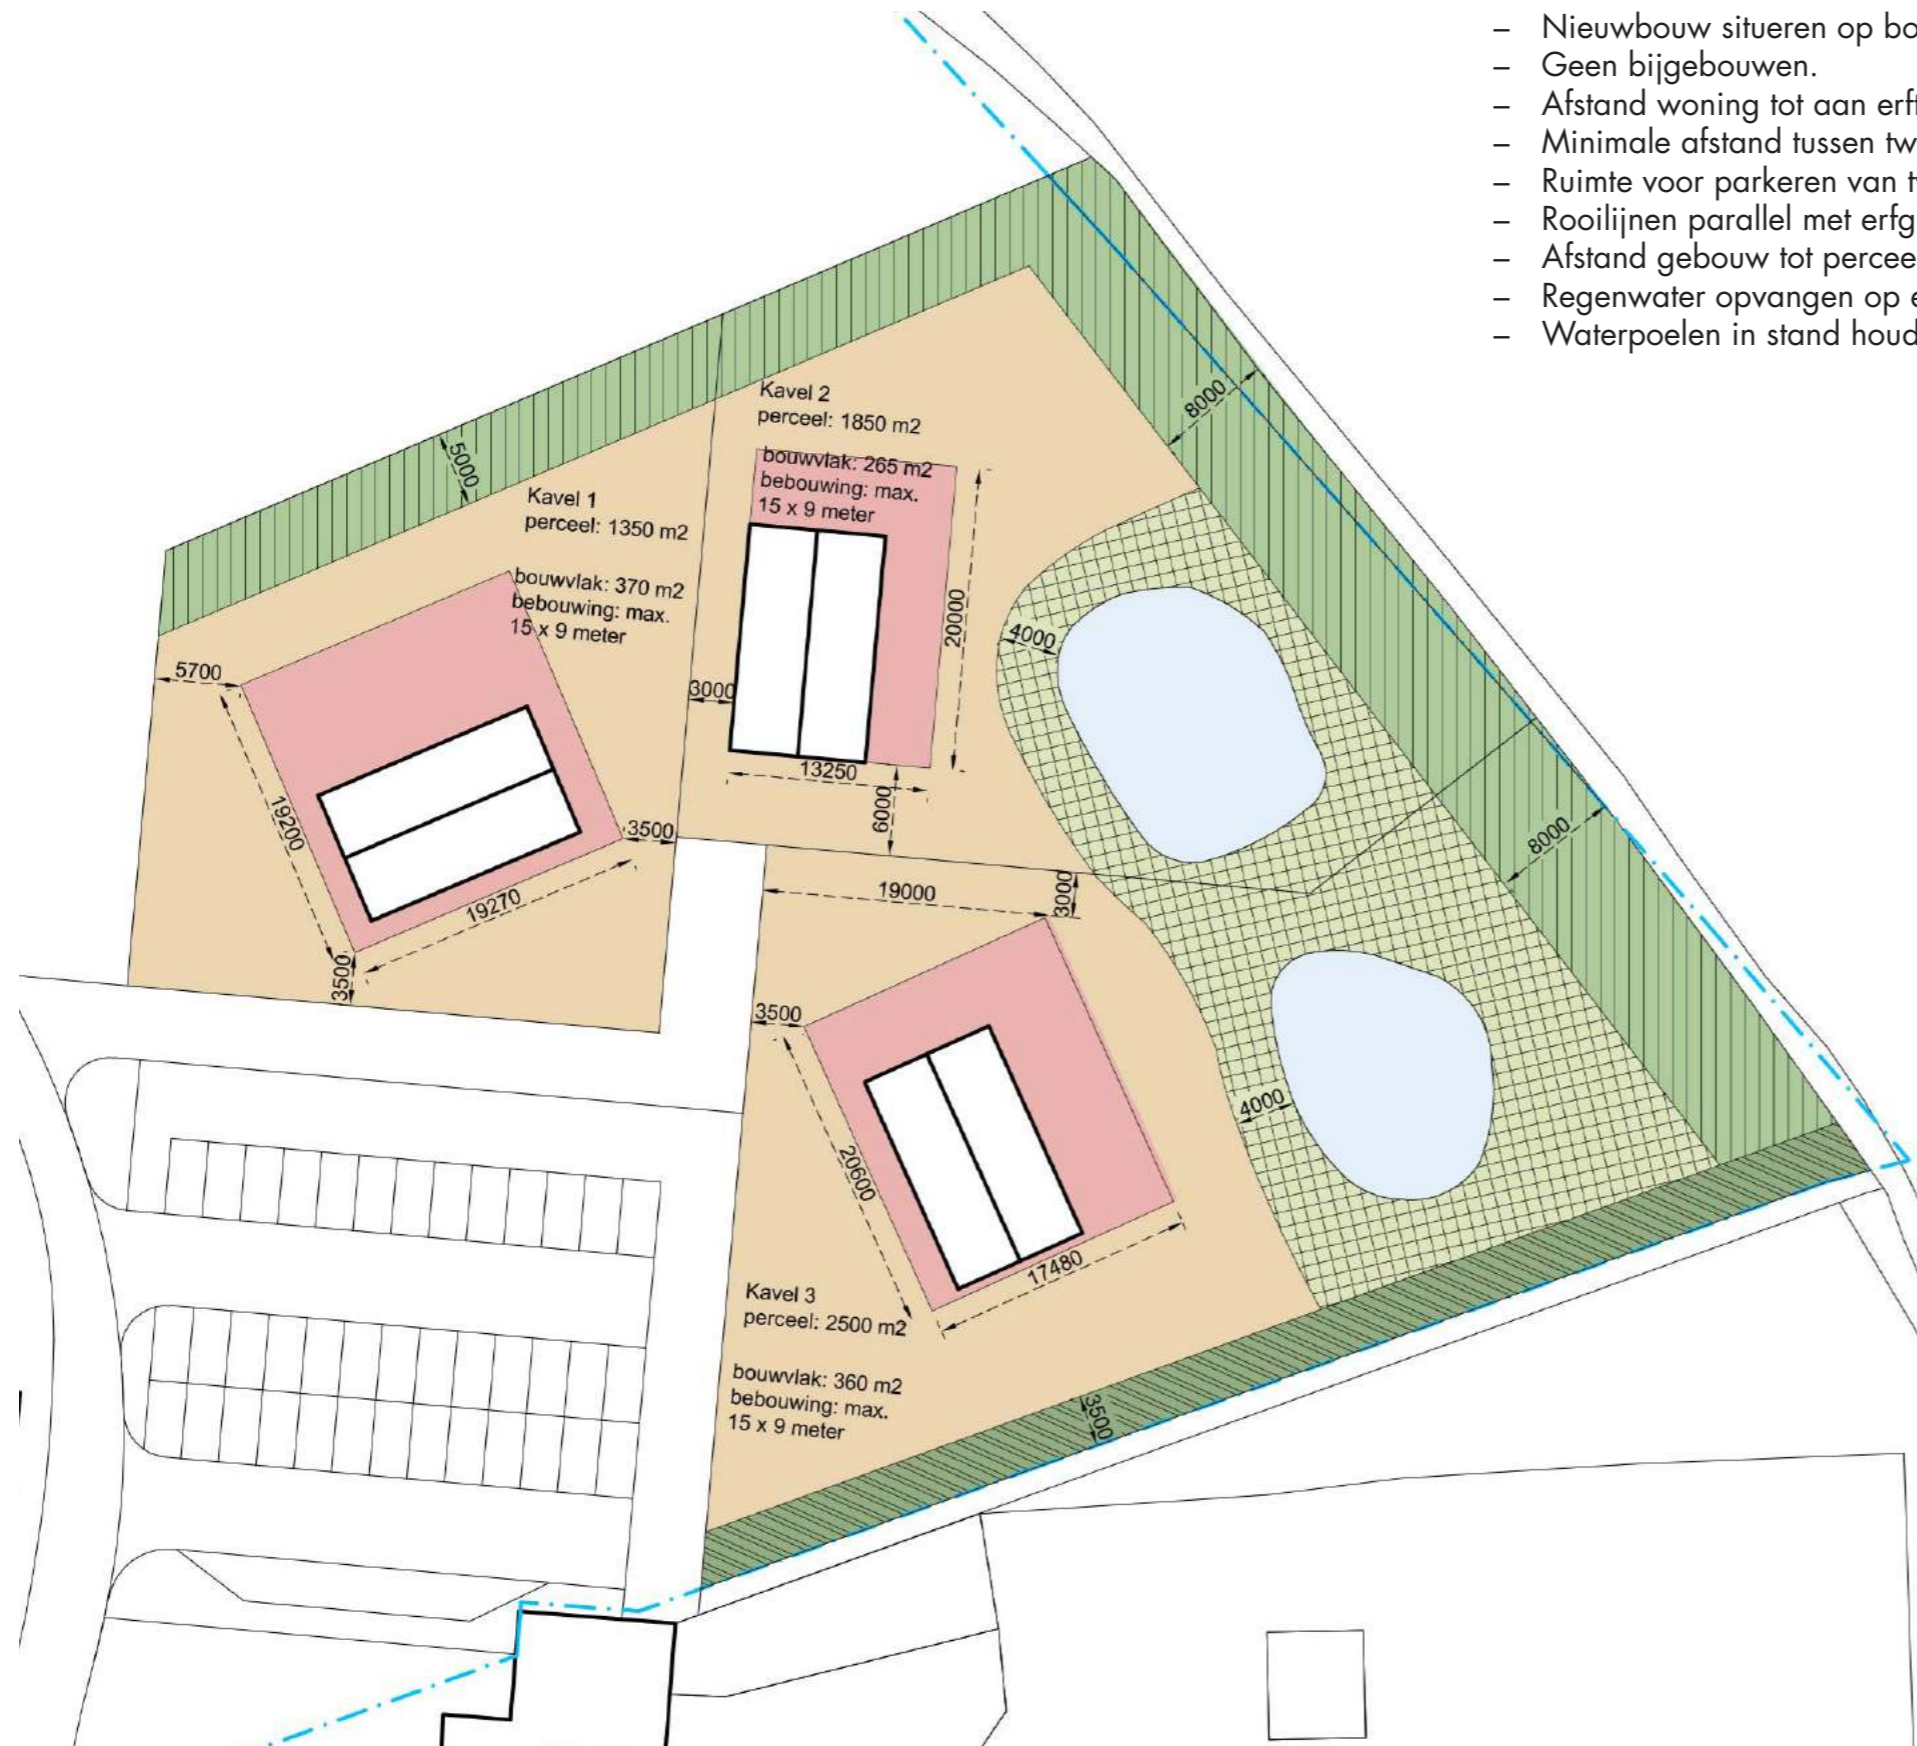 – Nieuwbouw situeren op bo
– Geen bijgebouwen.
– Afstand woning tot aan erf
– Minimale afstand tussen tw
– Ruimte voor parkeren van t
– Rooilijnen parallel met erfg
– Afstand gebouw tot percee
– Regenwater opvangen op e
– Waterpoelen in stand houd
8000
Kavel 2
perceel: 1850 m2
bouwvlak: 265 m2
bebouwing: max.
15 x 9 meter
5000
Kavel 1
perceel: 1350 m2
bouwvlak: 370 m2
bebouwing: max.
15 x 9 meter
20000
4000
5700
3000
13250
6000
19200
3500
8000
19270
19000
3000
3500
3500
4000
20600
17480
Kavel 3
perceel: 2500 m2
bouwvlak: 360 m2
bebouwing: max.
15 x 9 meter
3500